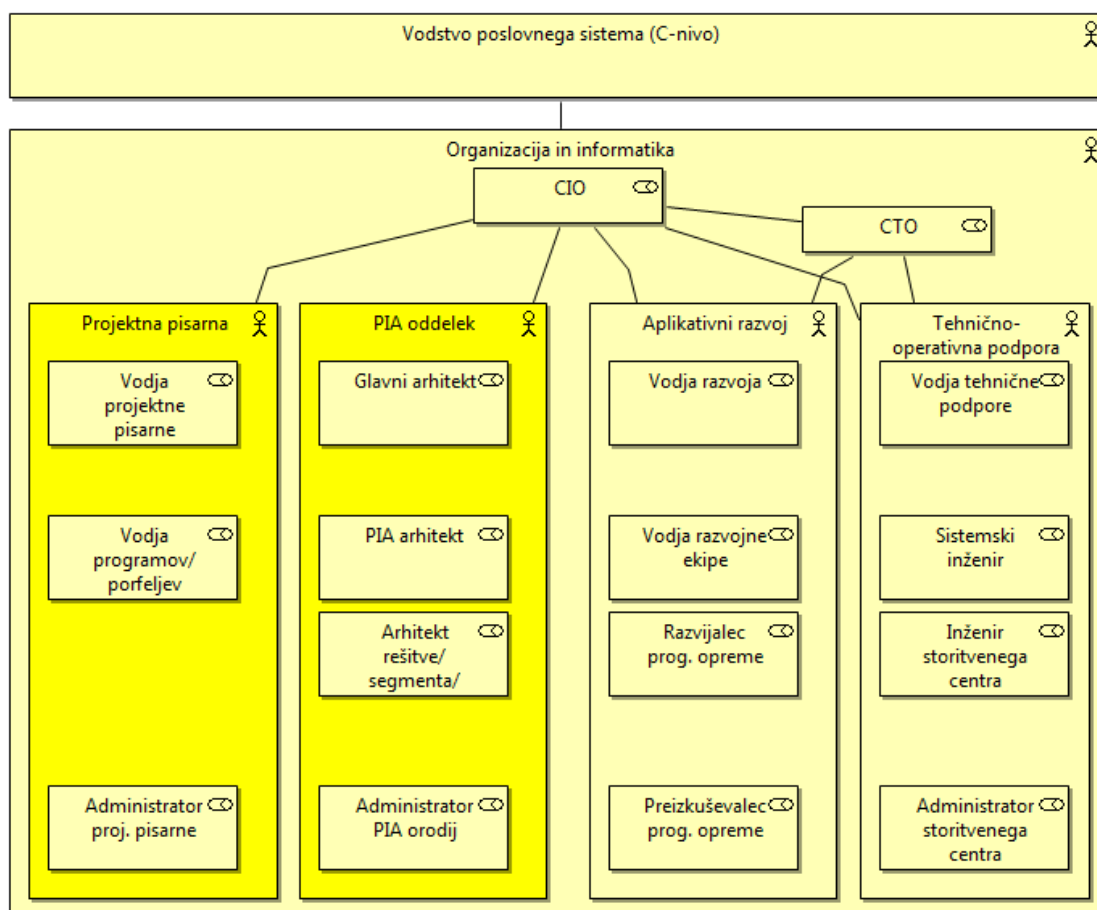 Vodstvo poslovnega sistema (C-nivo)
Organizacija in informatika
CIO
CTO
Projektna pisarna
Vodja
projektne
pisarne
Vodja
programov/
porfeljev
Administrator
proj. pisarne
PIA oddelek
Glavni arhitekt
PIA arhitekt
Arhitekt
rešitve/
segmenta/
Administrator
PIA orodij
Aplikativni razvoj
Vodja razvoja
Vodja razvojne
ekipe
Razvijalec
prog. opreme
Preizkuševalec
prog. opreme
Tehnično-
operativna podpora
Vodja tehnične
podpore
Sistemski
inženir
Inženir
storitvenega
centra
Administrator
storitvenega
centra